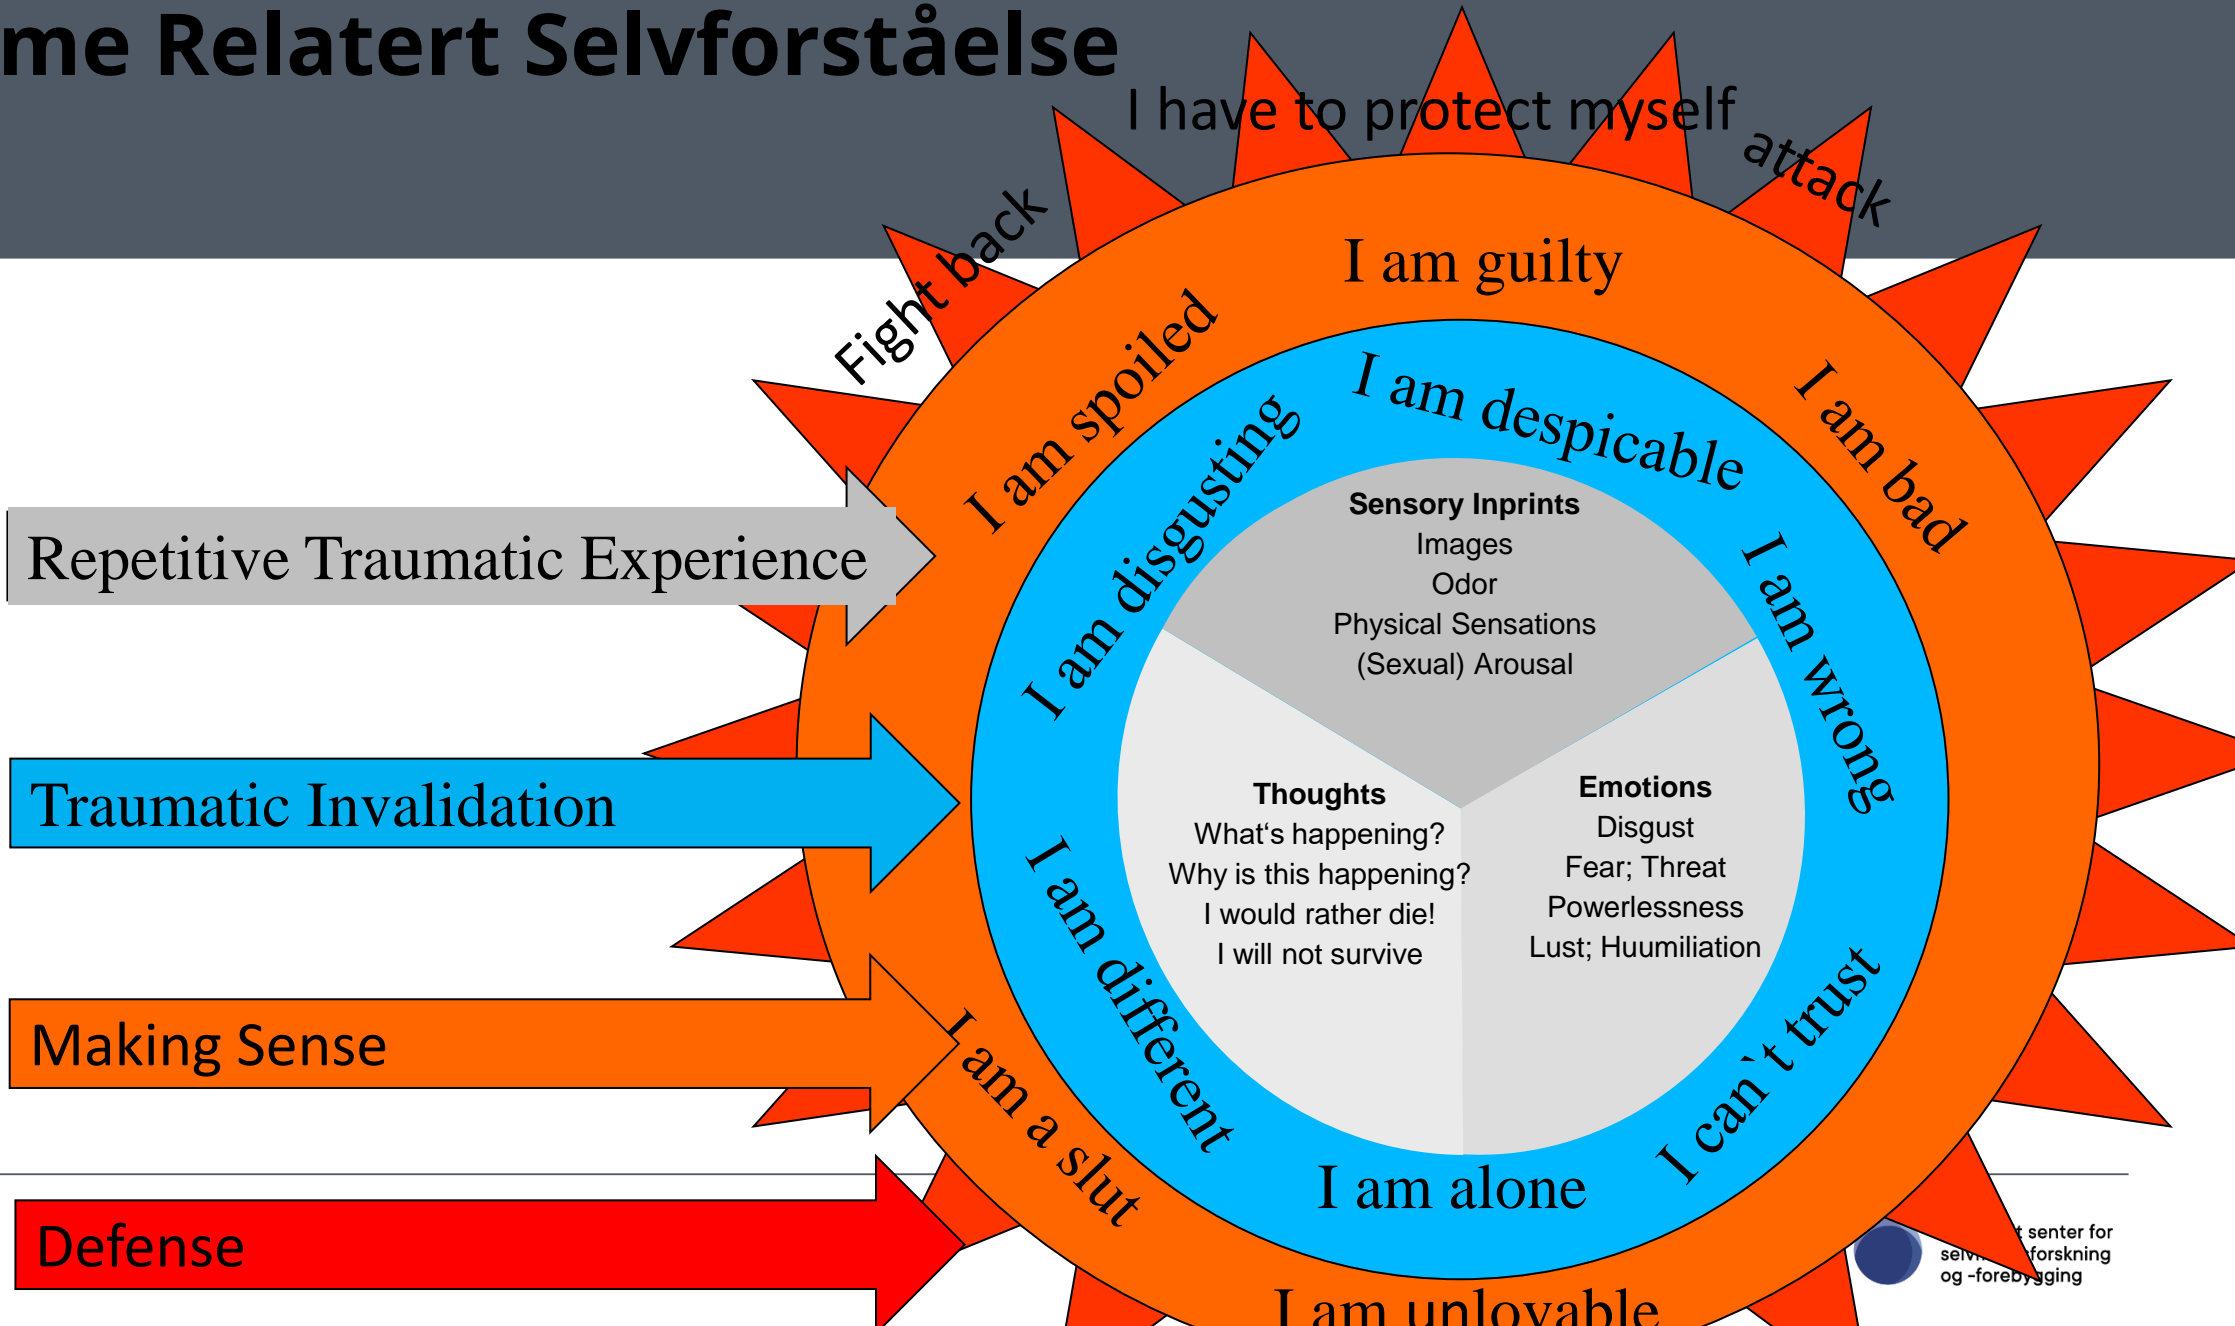 me Relatert Selvforståelse
I have to protect myself
attack
Fight back
I am guilty
I am spoiled
I am bad
I am despicable
I am disgusting
I am wrong
Sensory Inprints
Images
Odor
Physical Sensations
(Sexual) Arousal
Repetitive Traumatic Experience
Traumatic Invalidation
Thoughts
What‘s happening?
Why is this happening?
I would rather die!
I will not survive
Emotions
Disgust
Fear; Threat
Powerlessness
Lust; Huumiliation
I am different
I can`t trust
I am alone
Making Sense
I am a slut
Defense
I am unlovable
senter for
og -forebygging